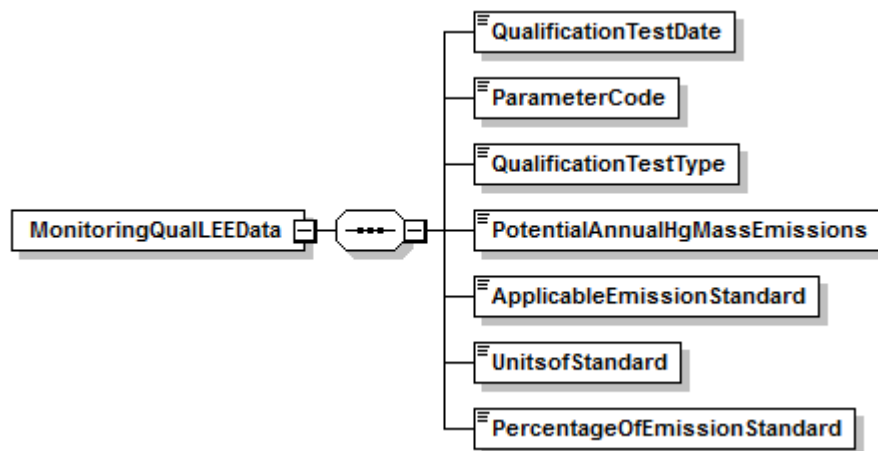 QualificationTestDate
ParameterCode
QualificationTestType
MonitoringQualLEEData
PotentialAnnualHgMassEmissions
ApplicableEmissionStandard
UnitsofStandard
PercentageOfEmissionStandard